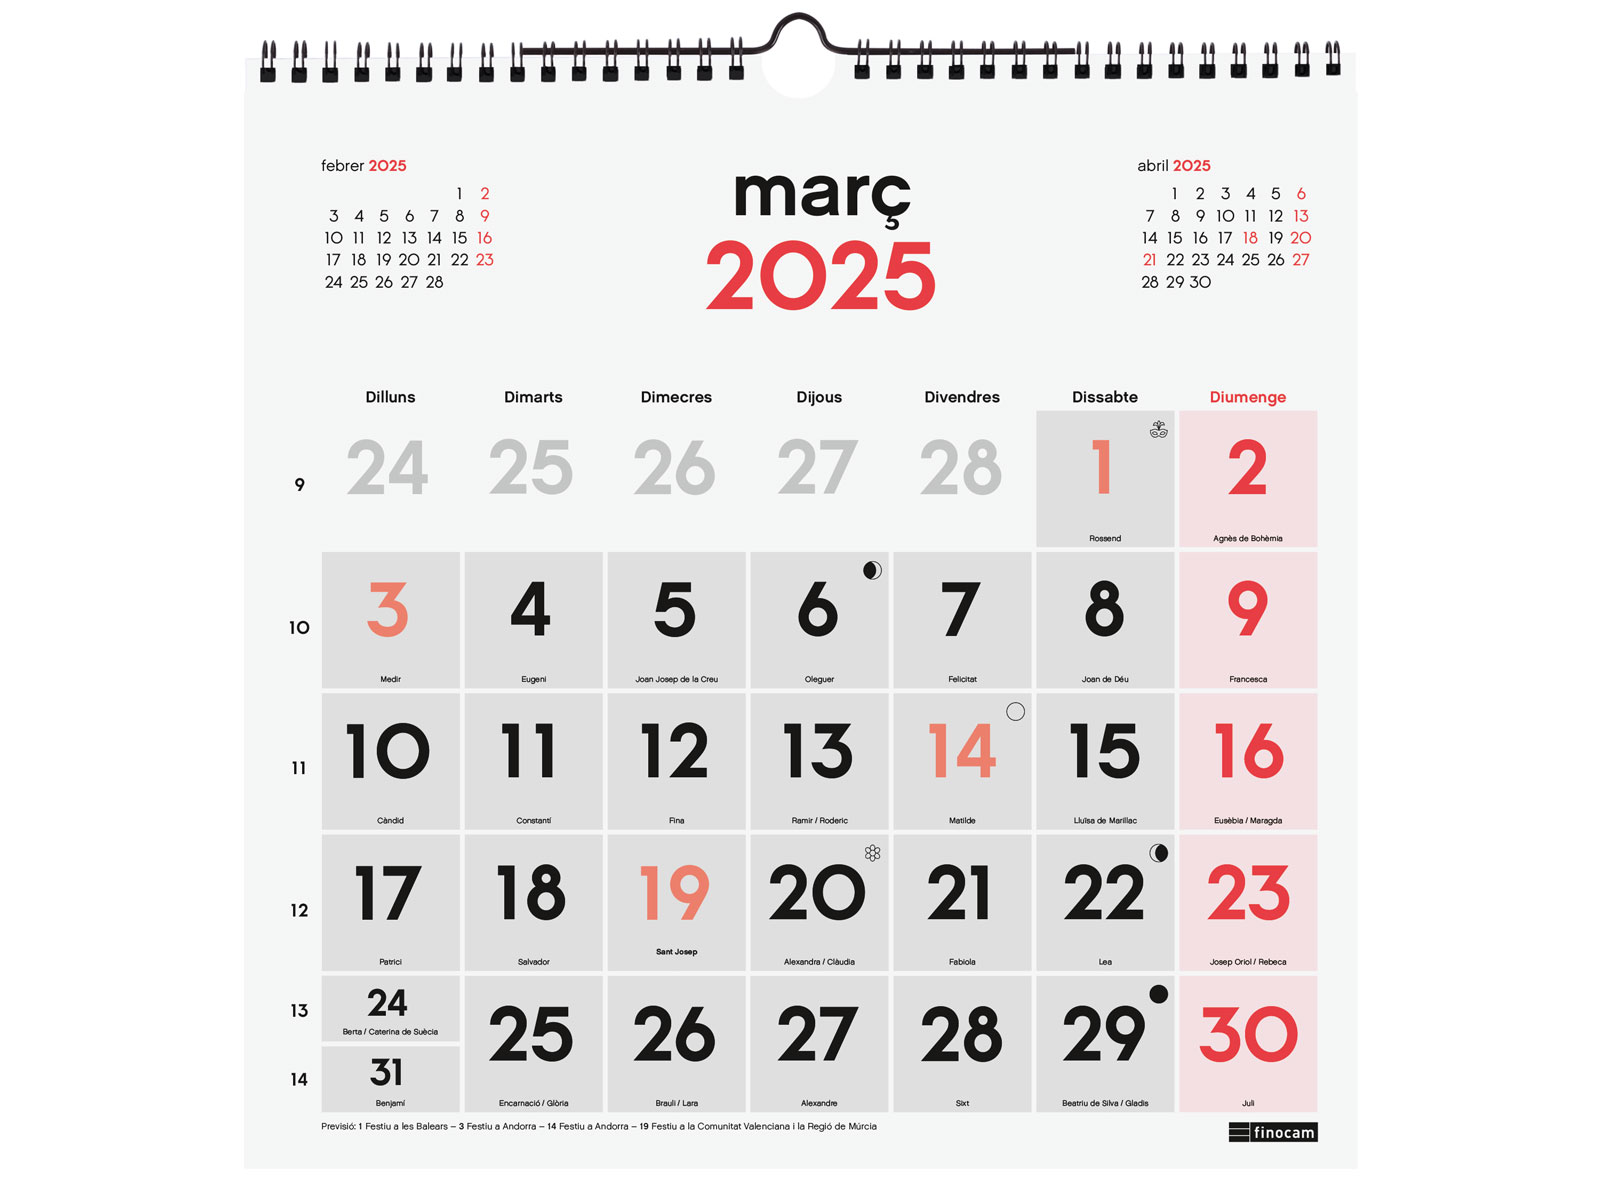 febrer 2025
1 2
3 4 5 6 7 8 9
10 11 12 13 14 15 16
17 18 19 20 21 22 23
24 25 26 27 28
març
2025
abril 2025
1 2 3 4 5 6
7 8 9 10 11 12 13
14 15 16 17 18 19 20
21 22 23 24 25 26 27
28 29 30
Dilluns Dimarts Dimecres Dijous Divendres Dissabte Diumenge
9 24 25 26 27 28 1 2
Rossend Agnès de Bohèmia
10 3 4 5 6 7 8 9
Medir Eugeni Joan Josep de la Creu Oleguer Felicitat Joan de Déu Francesca
11 10 11 12 13 14 15 16
Càndid Constantí Fina Ramir / Roderic Matilde Lluïsa de Marillac Eusèbia / Maragda
12 17 18 19 20 21 22 23
Sant Josep
Patrici Salvador Alexandra / Clàudia Fabiola Lea Josep Oriol / Rebeca
13 24 25 26 27 28 29 30
Berta / Caterina de Suècia
14 31
Benjamí Encarnació / Glòria Brauli / Lara Alexandre Sixt Beatriu de Silva / Gladis Juli
Previsió: 1 Festiu a les Balears – 3 Festiu a Andorra – 14 Festiu a Andorra – 19 Festiu a la Comunitat Valenciana i la Regió de Múrcia
finocam